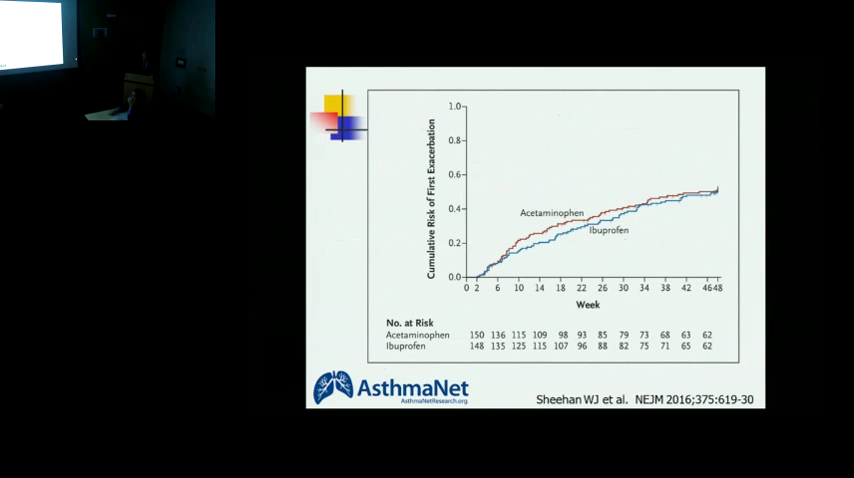 1.0
0.8
0.6
0.4
0.2
0.0
Cumulative Risk of First Exacerbation
Acetaminophen
Ibuprofen
0 2 6 10 14 18 22 26 30 34 38 42 46 48
Week
No. at Risk
Acetaminophen 150 136 115 109 98 93 85 79 73 68 63 62
Ibuprofen 148 135 125 115 107 96 88 82 75 71 65 62
AsthmaNet
AsthmaNetResearch.org
Sheehan WJ et al. NEJM 2016;375:619-30